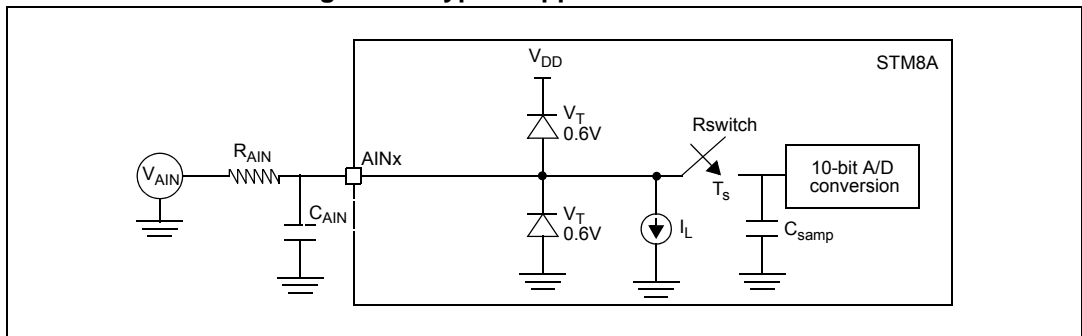 V_DD
STM8A
V_T
0.6V
Rswitch
R_AIN
AINx
V_AIN
10-bit A/D
conversion
T_s
C_AIN
V_T
0.6V
I_L
C_samp